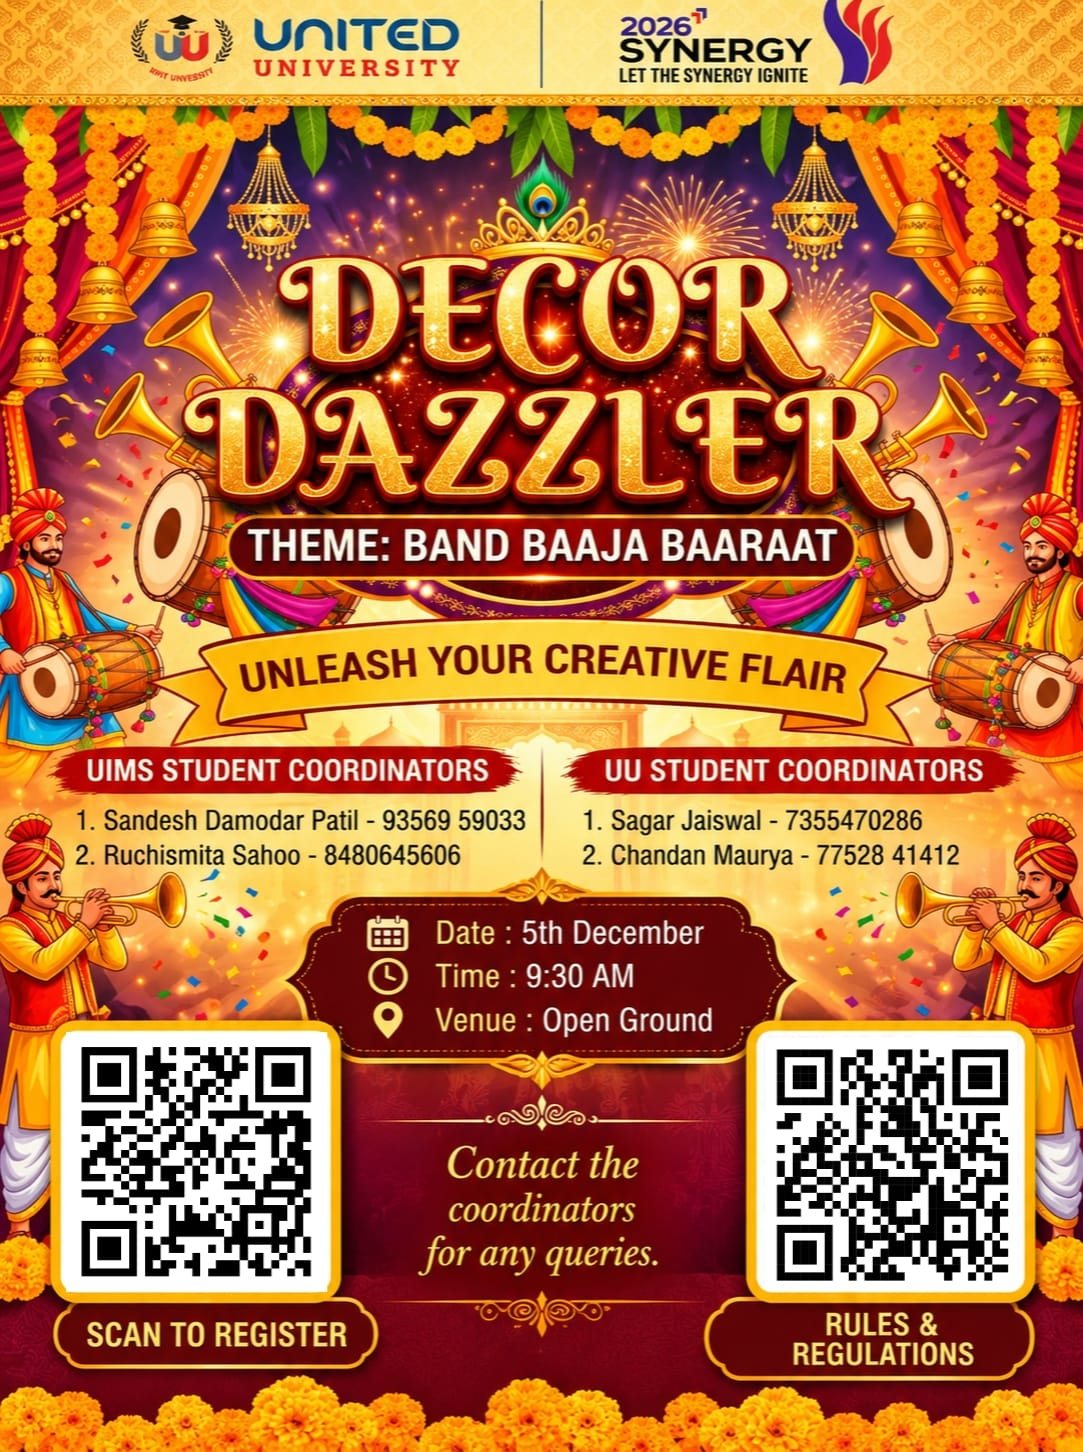 UU
UNITED
UNIVERSITY
2026
SYNERGY
LET THE SYNERGY IGNITE
DECOR
DAZZLER
THEME: BAND BAAJA BAARAAT
UNLEASH YOUR CREATIVE FLAIR
UIMS STUDENT COORDINATORS
1. Sandesh Damodar Patil - 93569 59033
2. Ruchismita Sahoo - 8480645606
UU STUDENT COORDINATORS
1. Sagar Jaiswal - 7355470286
2. Chandan Maurya - 77528 41412
Date : 5th December
Time : 9:30 AM
Venue : Open Ground
Contact the
coordinators
for any queries.
SCAN TO REGISTER
RULES &
REGULATIONS